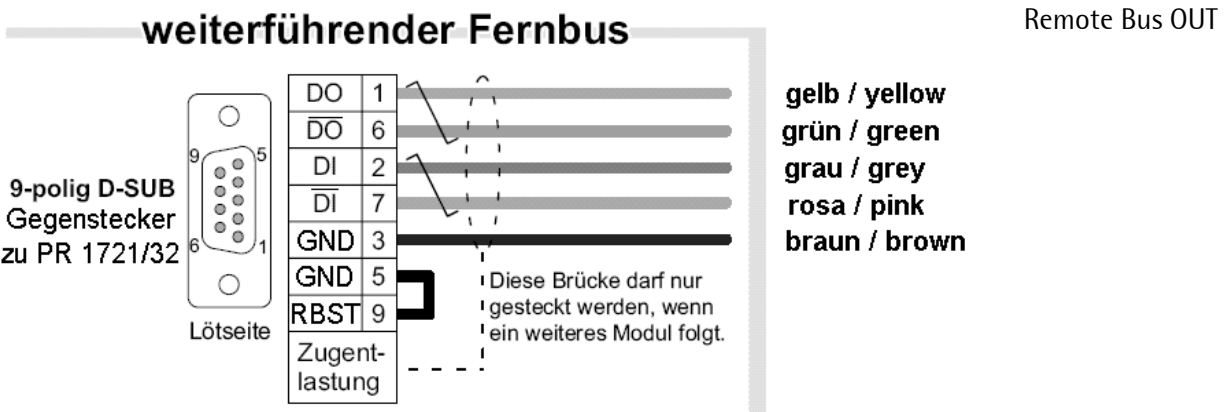 weiterführender Fernbus
Remote Bus OUT
9-polig D-SUB
Gegenstecker
zu PR 1721/32
9
5
6
1
Lötseite
DO 1
D̅O̅ 6
DI 2
D̅I̅ 7
GND 3
GND 5
RBST 9
Zugent-
lastung
Diese Brücke darf nur
gesteckt werden, wenn
ein weiteres Modul folgt.
gelb / yellow
grün / green
grau / grey
rosa / pink
braun / brown